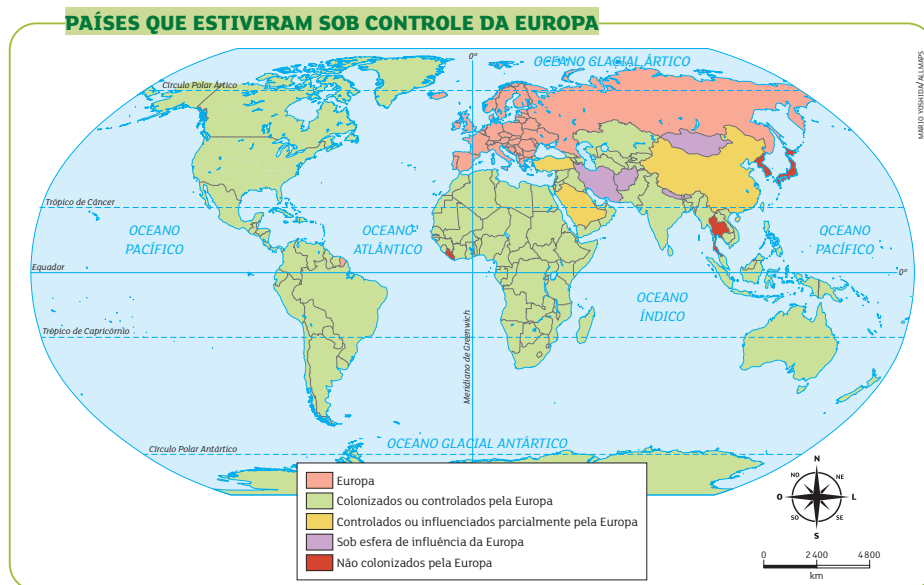 PAÍSES QUE ESTIVERAM SOB CONTROLE DA EUROPA
MARIO YOSHIDA/ALLMAPS
0°
OCEANO GLACIAL ÁRTICO
Círculo Polar Ártico
Trópico de Câncer
OCEANO
PACÍFICO
OCEANO
ATLÂNTICO
OCEANO
PACÍFICO
Equador
0°
OCEANO
ÍNDICO
Trópico de Capricórnio
Meridiano de Greenwich
Círculo Polar Antártico
OCEANO GLACIAL ANTÁRTICO
Europa
Colonizados ou controlados pela Europa
Controlados ou influenciados parcialmente pela Europa
Sob esfera de influência da Europa
Não colonizados pela Europa
N
NO NE
O L
SO SE
S
0 2 400 4 800
km